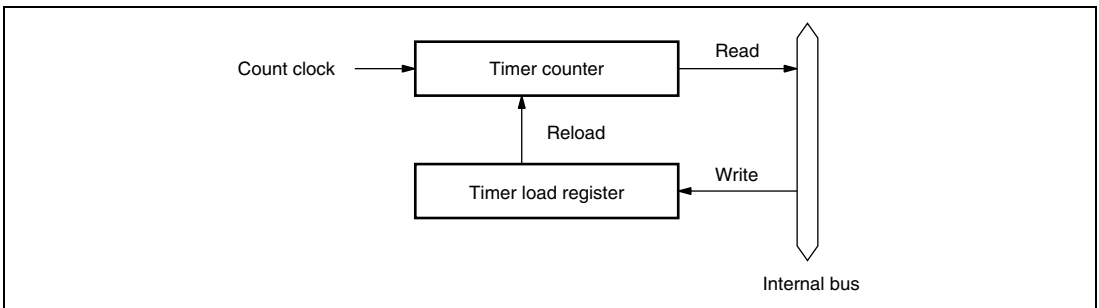 Read
Count clock
Timer counter
Reload
Write
Timer load register
Internal bus